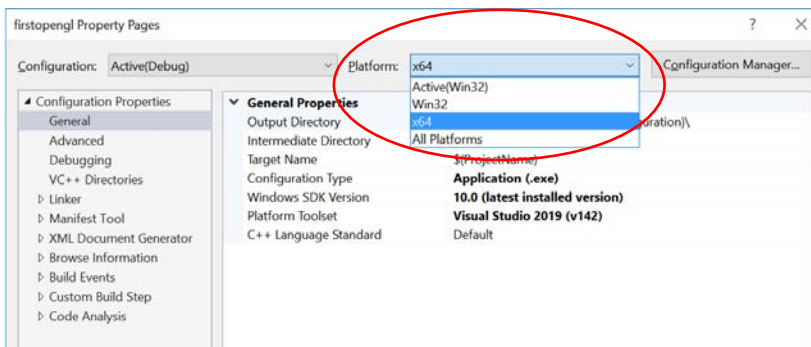 firstopengl Property Pages ? ×
Configuration: Active(Debug) Platform: x64 Configuration Manager...
Active(Win32)
Win32
x64
All Platforms
Configuration Properties
General
Advanced
Debugging
VC++ Directories
Linker
Manifest Tool
XML Document Generator
Browse Information
Build Events
Custom Build Step
Code Analysis
General Properties
Output Directory uration)\
Intermediate Directory
Target Name $(ProjectName)
Configuration Type Application (.exe)
Windows SDK Version 10.0 (latest installed version)
Platform Toolset Visual Studio 2019 (v142)
C++ Language Standard Default